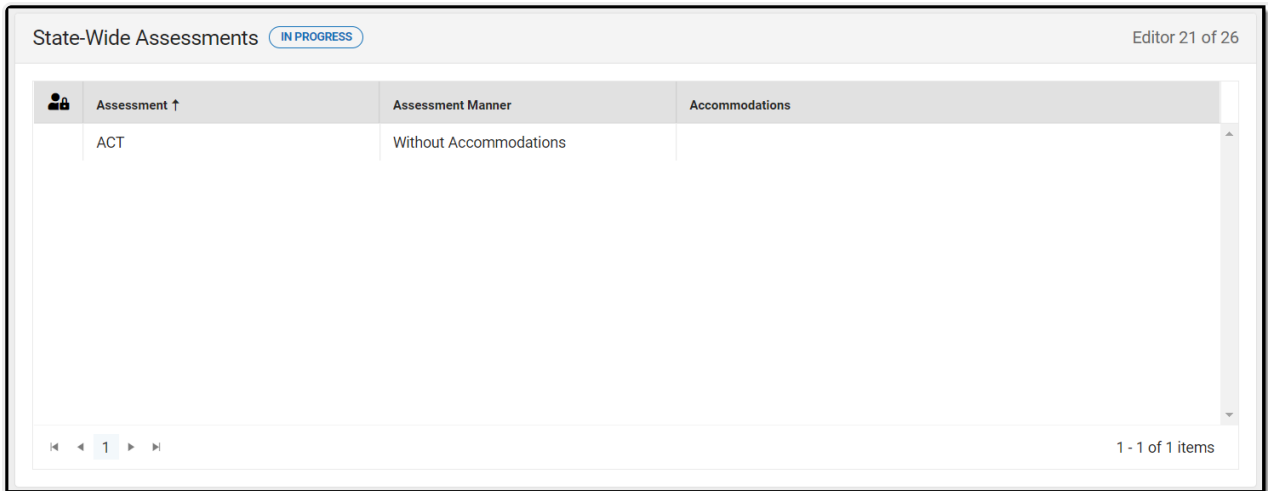 State-Wide Assessments IN PROGRESS Editor 21 of 26
Assessment ↑ Assessment Manner Accommodations
ACT Without Accommodations
1 1 - 1 of 1 items